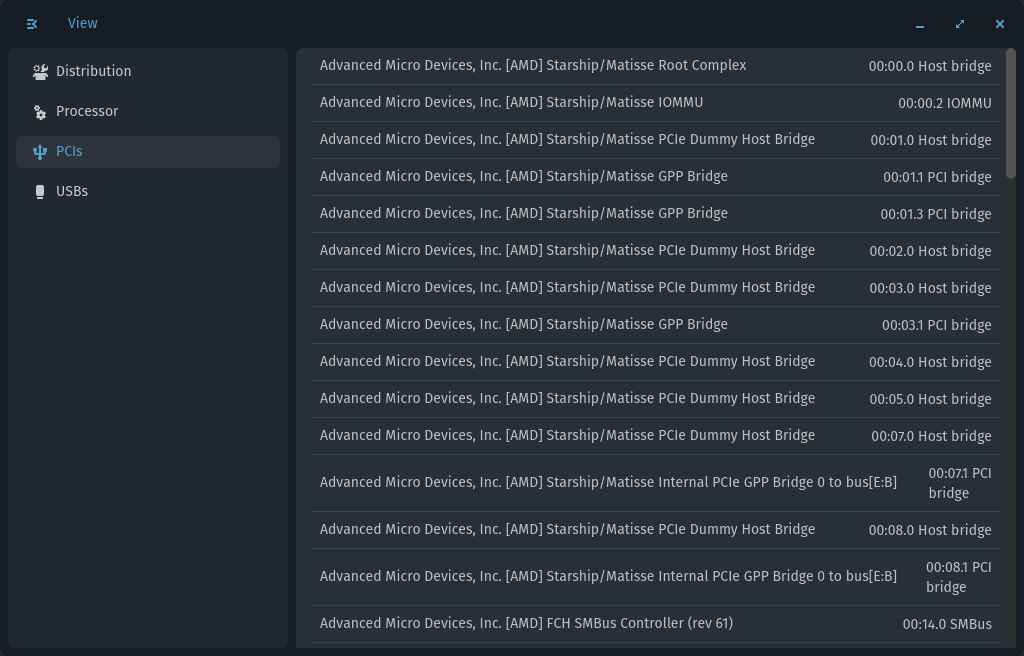 View
Distribution
Processor
PCIs
USBs
Advanced Micro Devices, Inc. [AMD] Starship/Matisse Root Complex 00:00.0 Host bridge
Advanced Micro Devices, Inc. [AMD] Starship/Matisse IOMMU 00:00.2 IOMMU
Advanced Micro Devices, Inc. [AMD] Starship/Matisse PCIe Dummy Host Bridge 00:01.0 Host bridge
Advanced Micro Devices, Inc. [AMD] Starship/Matisse GPP Bridge 00:01.1 PCI bridge
Advanced Micro Devices, Inc. [AMD] Starship/Matisse GPP Bridge 00:01.3 PCI bridge
Advanced Micro Devices, Inc. [AMD] Starship/Matisse PCIe Dummy Host Bridge 00:02.0 Host bridge
Advanced Micro Devices, Inc. [AMD] Starship/Matisse PCIe Dummy Host Bridge 00:03.0 Host bridge
Advanced Micro Devices, Inc. [AMD] Starship/Matisse GPP Bridge 00:03.1 PCI bridge
Advanced Micro Devices, Inc. [AMD] Starship/Matisse PCIe Dummy Host Bridge 00:04.0 Host bridge
Advanced Micro Devices, Inc. [AMD] Starship/Matisse PCIe Dummy Host Bridge 00:05.0 Host bridge
Advanced Micro Devices, Inc. [AMD] Starship/Matisse PCIe Dummy Host Bridge 00:07.0 Host bridge
Advanced Micro Devices, Inc. [AMD] Starship/Matisse Internal PCIe GPP Bridge 0 to bus[E:B] 00:07.1 PCI
bridge
Advanced Micro Devices, Inc. [AMD] Starship/Matisse PCIe Dummy Host Bridge 00:08.0 Host bridge
Advanced Micro Devices, Inc. [AMD] Starship/Matisse Internal PCIe GPP Bridge 0 to bus[E:B] 00:08.1 PCI
bridge
Advanced Micro Devices, Inc. [AMD] FCH SMBus Controller (rev 61) 00:14.0 SMBus